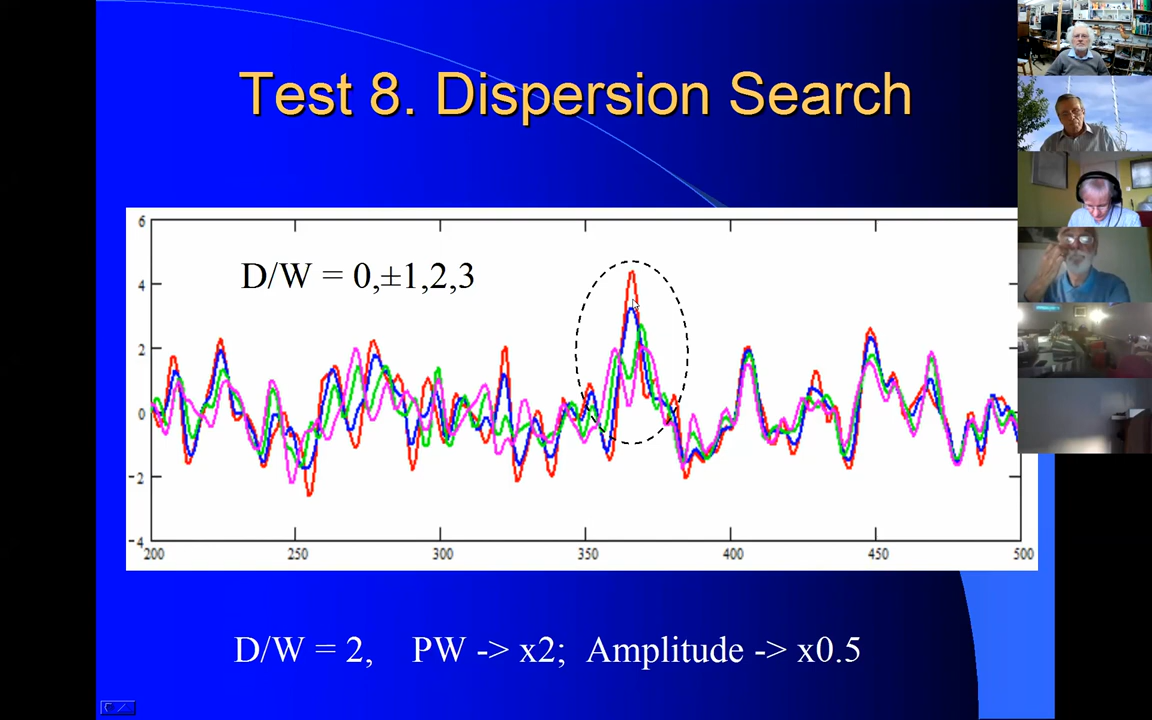 Test 8. Dispersion Search
D/W = 0,±1,2,3
6
4
2
0
-2
-4
200 250 300 350 400 450 500
D/W = 2, PW -> x2; Amplitude -> x0.5